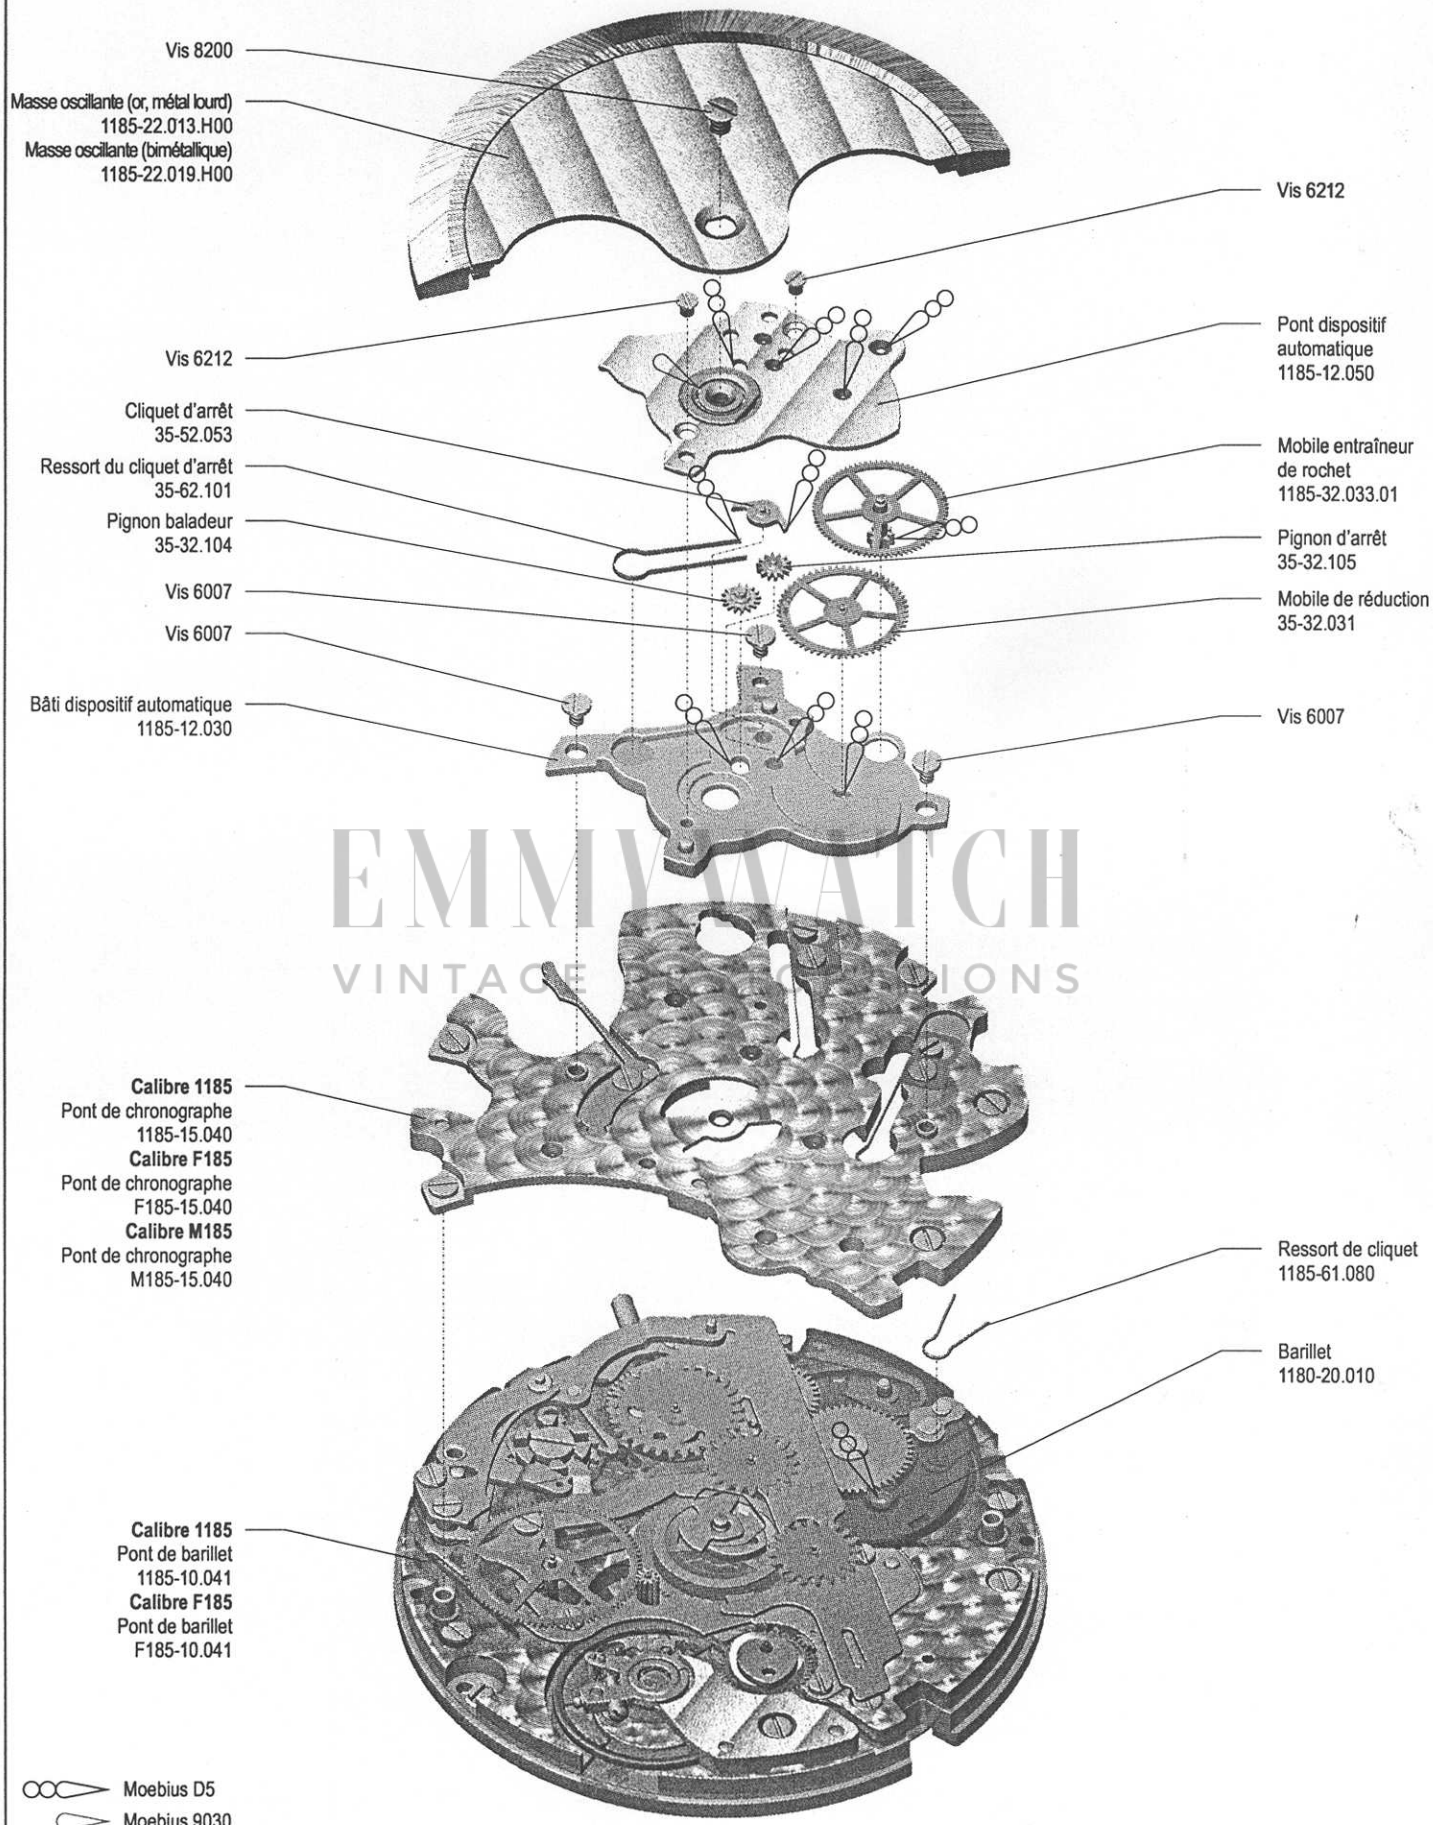 Vis 8200
Masse oscillante (or, métal lourd)
1185-22.013.H00
Masse oscillante (bimétallique)
1185-22.019.H00
Vis 6212
Vis 6212
Pont dispositif
automatique
1185-12.050
Cliquet d'arrêt
35-52.053
Ressort du cliquet d'arrêt
35-62.101
Pignon baladeur
35-32.104
Vis 6007
Vis 6007
Bâti dispositif automatique
1185-12.030
Mobile entraîneur
de rochet
1185-32.033.01
Pignon d'arrêt
35-32.105
Mobile de réduction
35-32.031
Vis 6007
EMMYWATCH
VINTAGE
IONS
Calibre 1185
Pont de chronographe
1185-15.040
Calibre F185
Pont de chronographe
F185-15.040
Calibre M185
Pont de chronographe
M185-15.040
Ressort de cliquet
1185-61.080
Barillet
1180-20.010
Calibre 1185
Pont de barillet
1185-10.041
Calibre F185
Pont de barillet
F185-10.041
Moebius D5
Moebius 9030